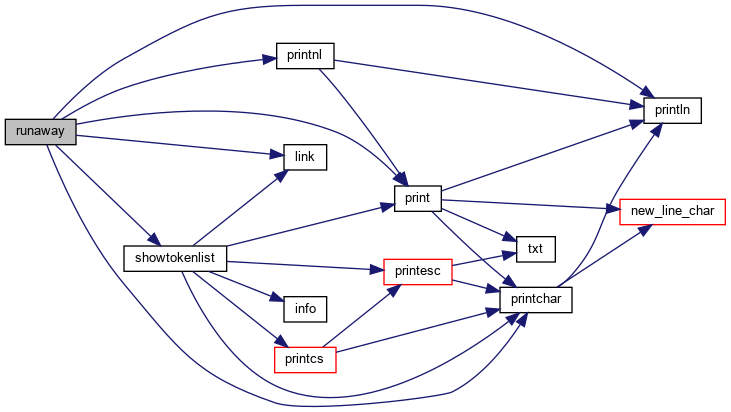 runaway
printnl
println
link
print
new_line_char
txt
showtokenlist
printesc
printchar
info
printcs